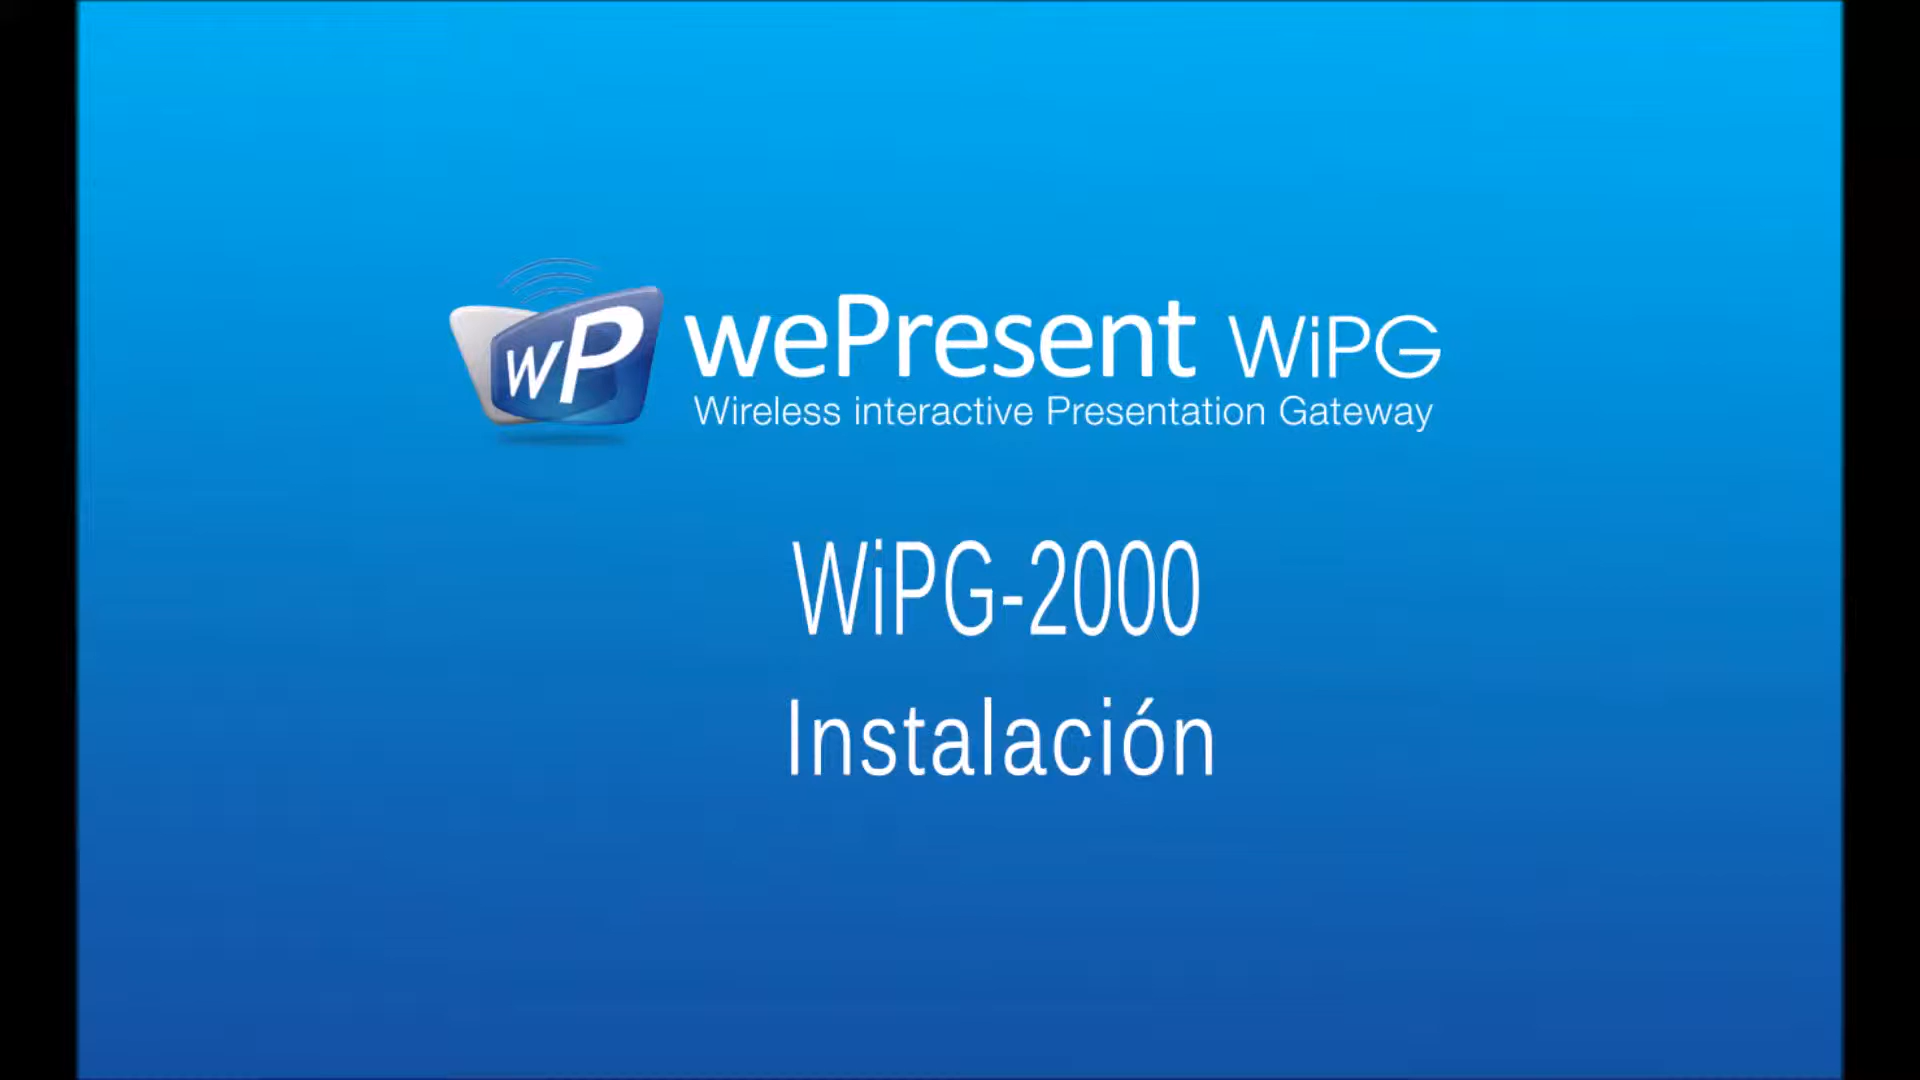 wP
wePresent WiPG
Wireless interactive Presentation Gateway
WiPG-2000
Instalación